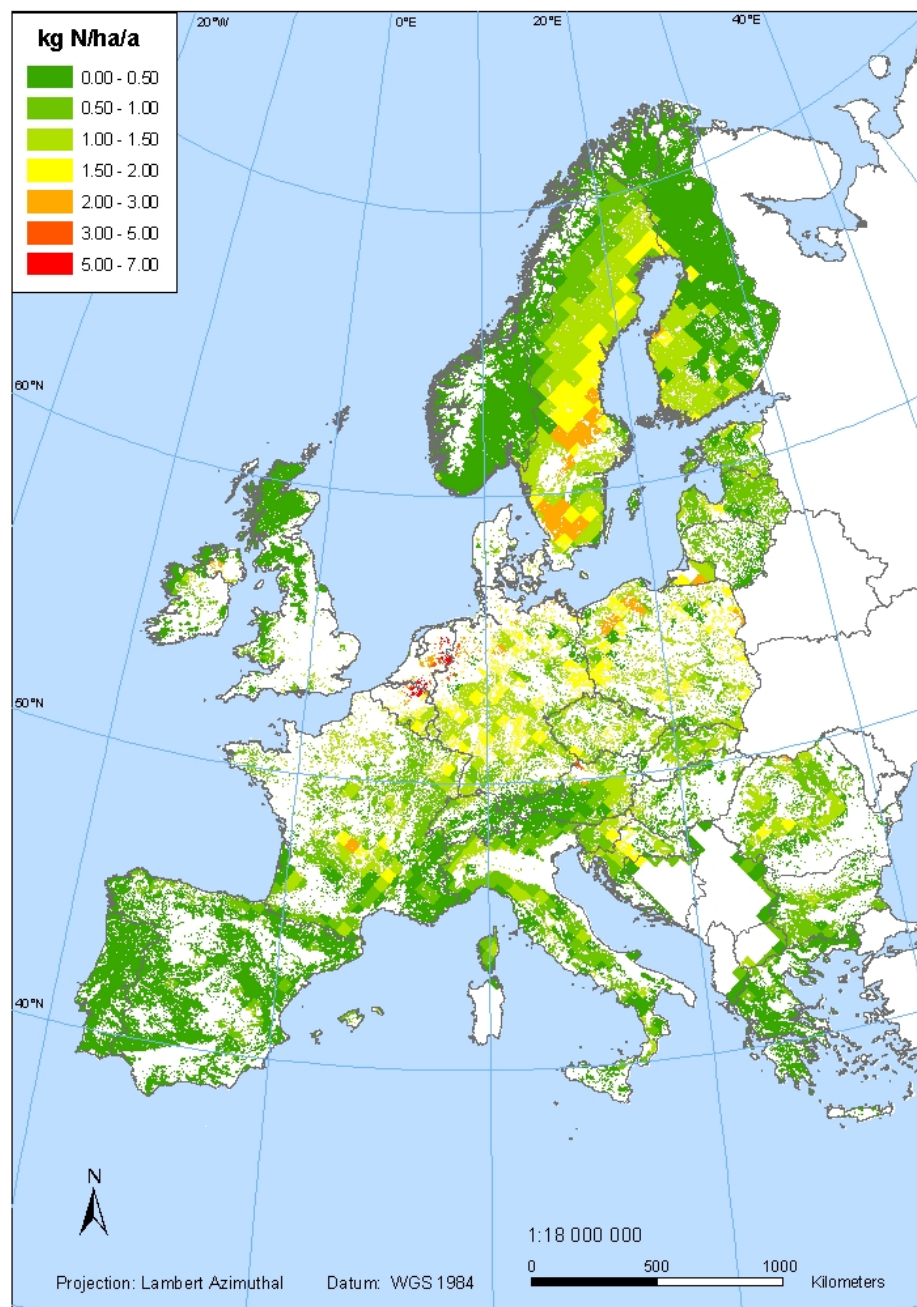 20°W
0°E
20°E
40°E
kg N/ha/a
0.00 - 0.50
0.50 - 1.00
1.00 - 1.50
1.50 - 2.00
2.00 - 3.00
3.00 - 5.00
5.00 - 7.00
60°N
50°N
40°N
N
1:18 000 000
0 500 1000
Kilometers
Projection: Lambert Azimuthal Datum: WGS 1984